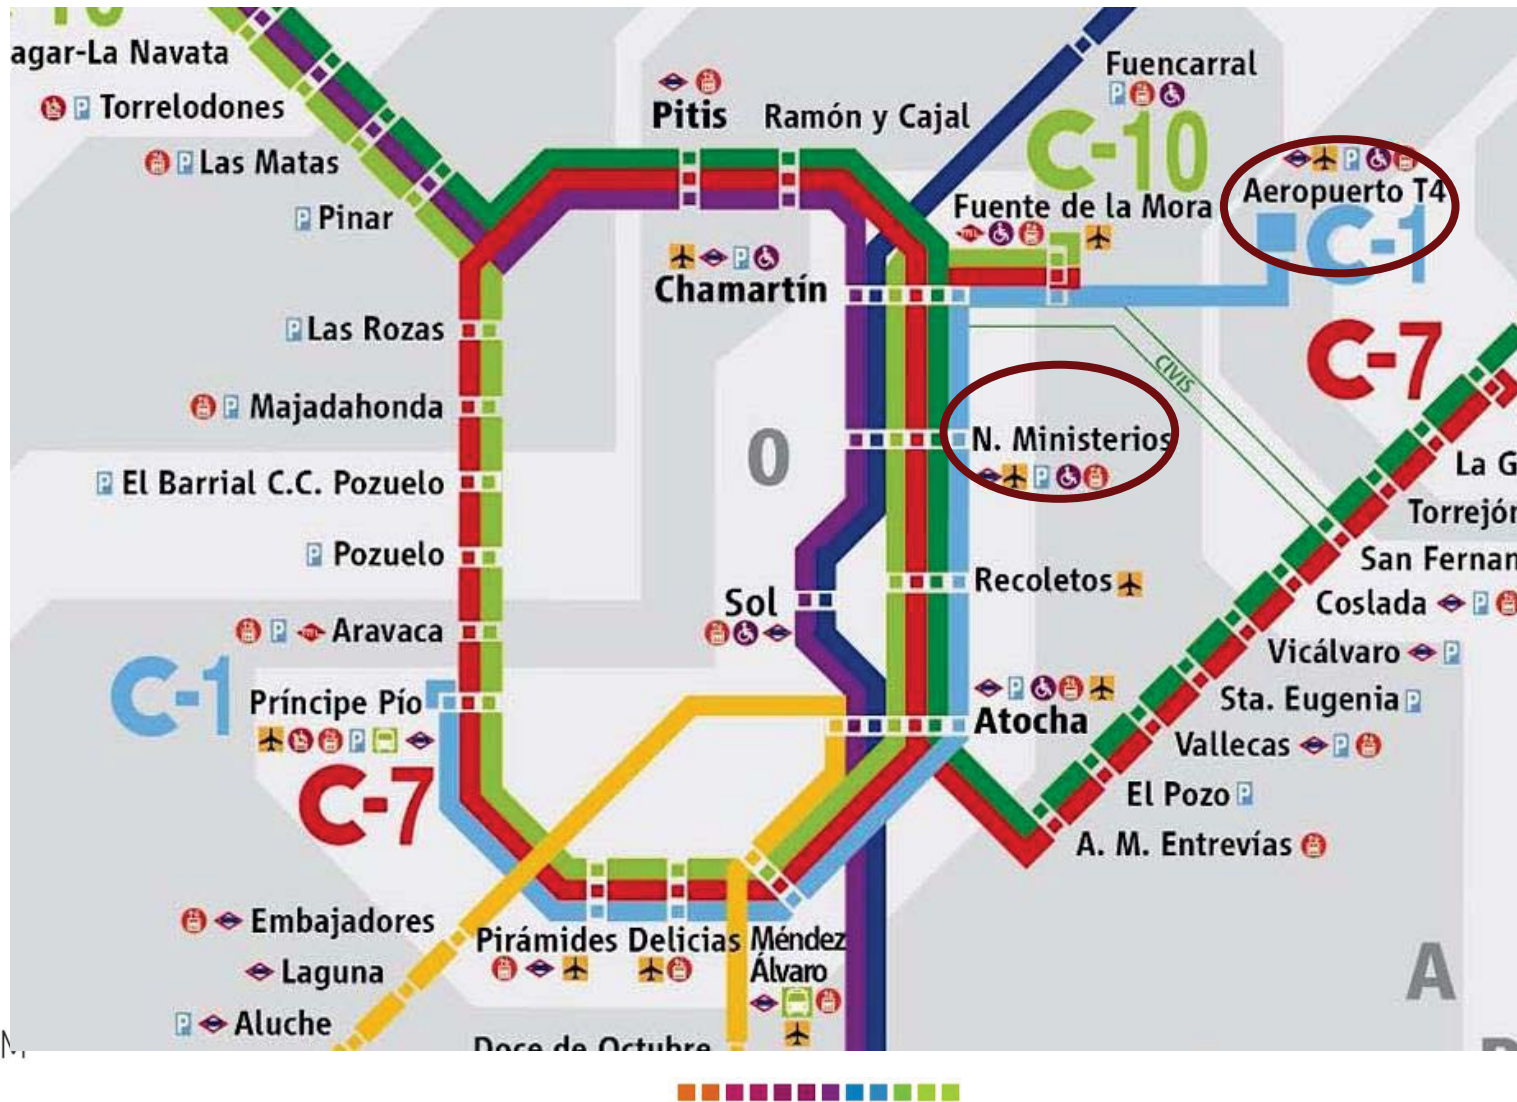 agar-La Navata
Torrelodones
Las Matas
Pinar
Pitis
Ramón y Cajal
Fuencarral
C-10
Fuente de la Mora
Aeropuerto T4
C-1
Chamartín
C-7
Las Rozas
CIVIS
Majadahonda
0
N. Ministerios
La G
El Barrial C.C. Pozuelo
Torrejón
Pozuelo
San Fernan
Sol
Recoletos
Coslada
Aravaca
Vicálvaro
C-1
Príncipe Pío
Sta. Eugenia
Atocha
Vallecas
C-7
El Pozo
A. M. Entrevías
Embajadores
Pirámides
Delicias
Méndez
Álvaro
Laguna
A
Aluche
Doce de Octubre